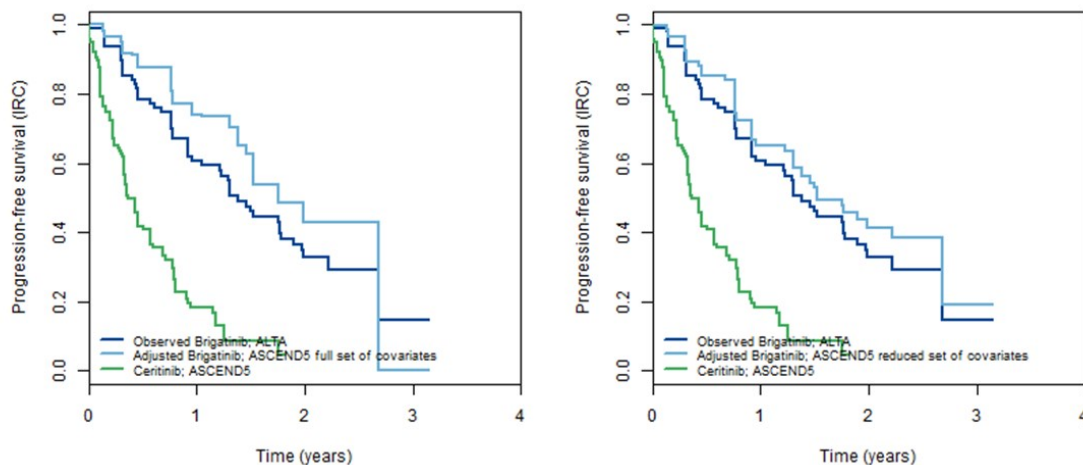 Progression-free survival (IRC)
1.0
0.8
0.6
0.4
0.2
0.0
Observed Brigatinib; ALTA
Adjusted Brigatinib; ASCEND5 full set of covariates
Ceritinib; ASCEND5
0 1 2 3 4
Time (years)
Progression-free survival (IRC)
1.0
0.8
0.6
0.4
0.2
0.0
Observed Brigatinib; ALTA
Adjusted Brigatinib; ASCEND5 reduced set of covariates
Ceritinib; ASCEND5
0 1 2 3 4
Time (years)